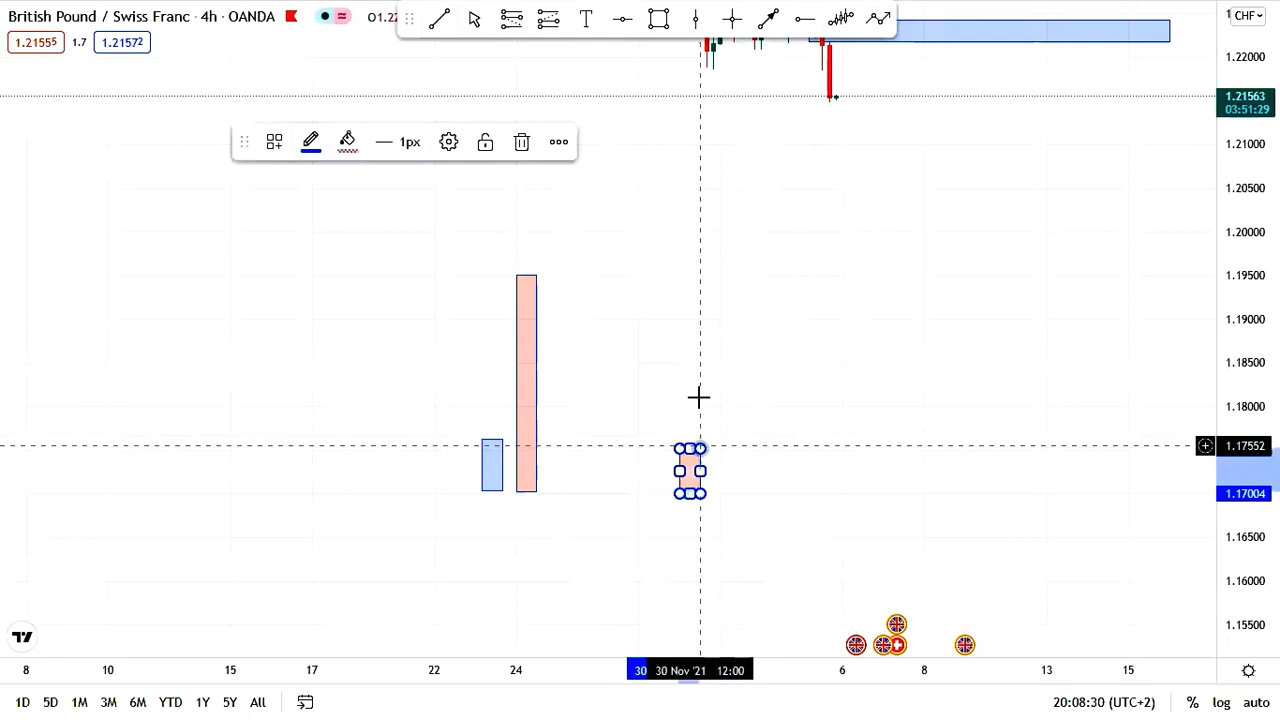 British Pound / Swiss Franc · 4h · OANDA
O1.22
T
CHF
1.21555 1.7 1.21572
1.22000
1.21563
03:51:29
1px
1.21000
1.20500
1.20000
1.19500
1.19000
1.18500
1.18000
1.17552
1.17004
1.16500
1.16000
1.15500
8 10 15 17 22 24 30 30 Nov '21 12:00 6 8 13 15
1D 5D 1M 3M 6M YTD 1Y 5Y All 20:08:30 (UTC+2) % log auto